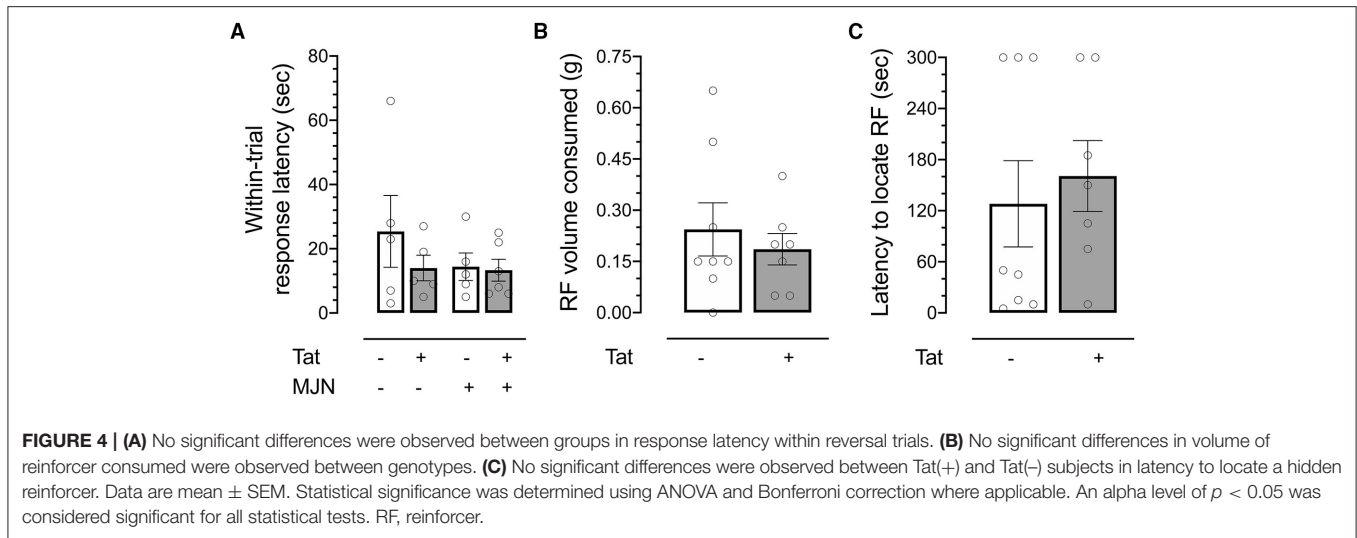 A
B
C
Within-trial
response latency (sec)
80
60
40
20
0
Tat - + - +
MJN - - + +
RF volume consumed (g)
0.75
0.60
0.45
0.30
0.15
0.00
Tat - +
Latency to locate RF (sec)
300
240
180
120
60
0
Tat - +
FIGURE 4 | (A) No significant differences were observed between groups in response latency within reversal trials. (B) No significant differences in volume of
reinforcer consumed were observed between genotypes. (C) No significant differences were observed between Tat(+) and Tat(–) subjects in latency to locate a hidden
reinforcer. Data are mean ± SEM. Statistical significance was determined using ANOVA and Bonferroni correction where applicable. An alpha level of p < 0.05 was
considered significant for all statistical tests. RF, reinforcer.